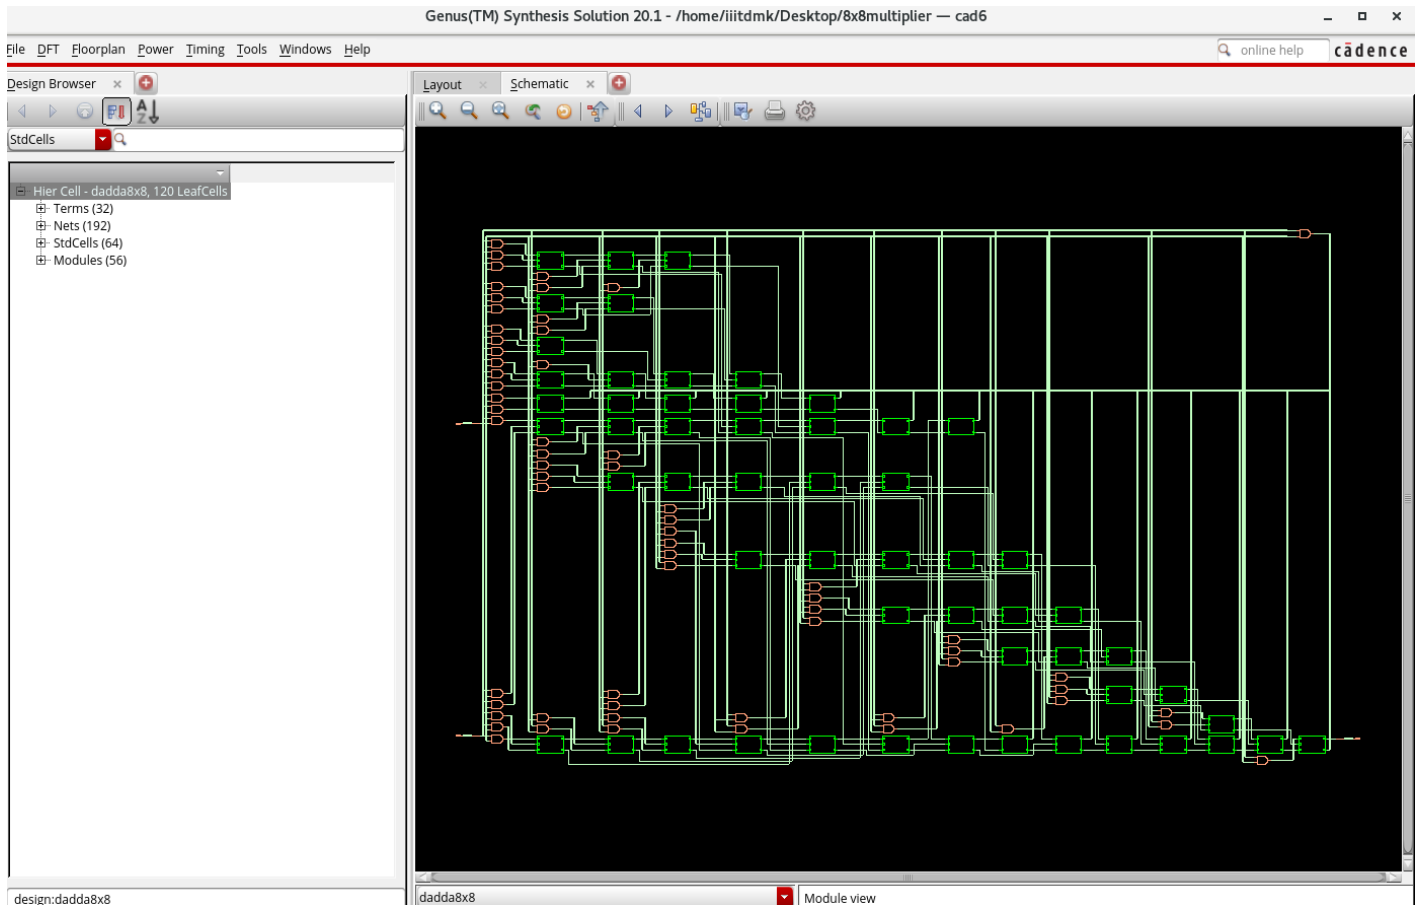 Genus(TM) Synthesis Solution 20.1 - /home/iiitdmk/Desktop/8x8multiplier — cad6
File DFT Floorplan Power Timing Tools Windows Help
online help
cādence
Design Browser
Layout
Schematic
StdCells
Hier Cell - dadda8x8, 120 LeafCells
Terms (32)
Nets (192)
StdCells (64)
Modules (56)
design:dadda8x8
dadda8x8
Module view